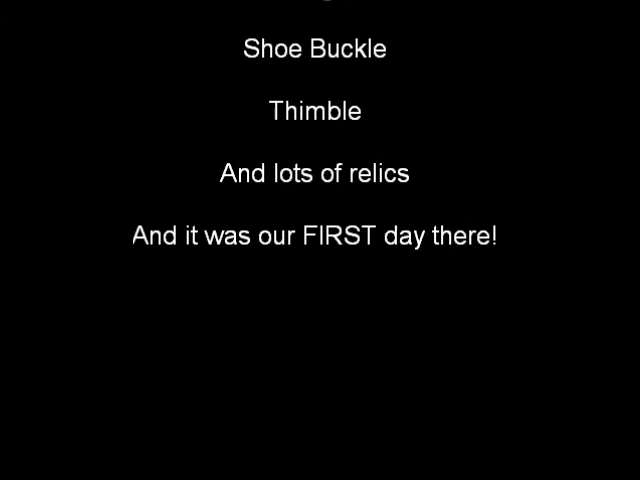 Shoe Buckle
Thimble
And lots of relics
And it was our FIRST day there!